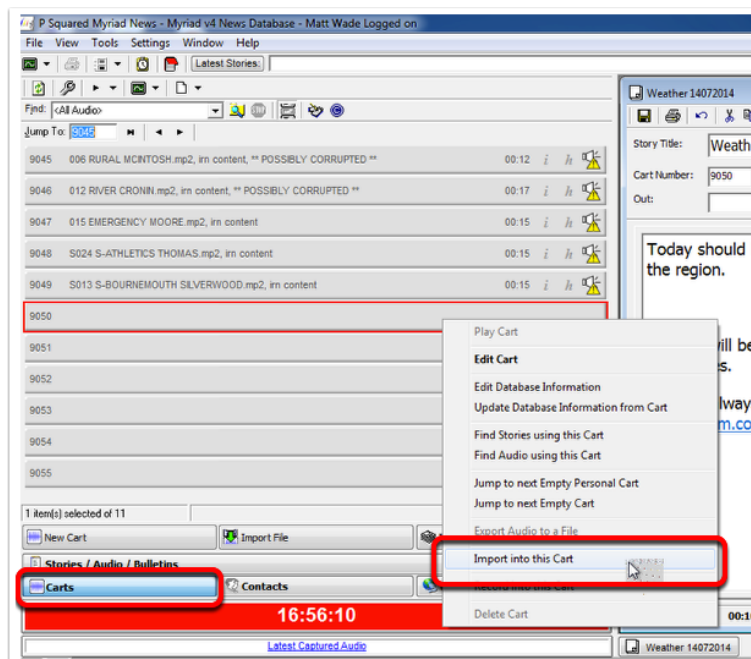 P Squared Myriad News - Myriad v4 News Database - Matt Wade Logged on
File View Tools Settings Window Help
Latest Stories:
Find: <All Audio>
Jump To: 9045
9045 006 RURAL MCINTOSH.mp2, irn content, ** POSSIBLY CORRUPTED ** 00:12 i h
9046 012 RIVER CRONIN.mp2, irn content, ** POSSIBLY CORRUPTED ** 00:17 i h
9047 015 EMERGENCY MOORE.mp2, irn content 00:15 i h
9048 S024 S-ATHLETICS THOMAS.mp2, irn content 00:15 i h
9049 S013 S-BOURNEMOUTH SILVERWOOD.mp2, irn content 00:15 i h
9050
9051
9052
9053
9054
9055
1 item(s) selected of 11
New Cart Import File
Stories / Audio / Bulletins
Carts Contacts
16:56:10
Latest Captured Audio
Play Cart
Edit Cart
Edit Database Information
Update Database Information from Cart
Find Stories using this Cart
Find Audio using this Cart
Jump to next Empty Personal Cart
Jump to next Empty Cart
Export Audio to a File
Import into this Cart
Record into this Cart
Delete Cart
Weather 14072014
Story Title: Weath
Cart Number: 9050
Out:
Today should
the region.
ill be
s.
lway
m.co
00:1
Weather 14072014